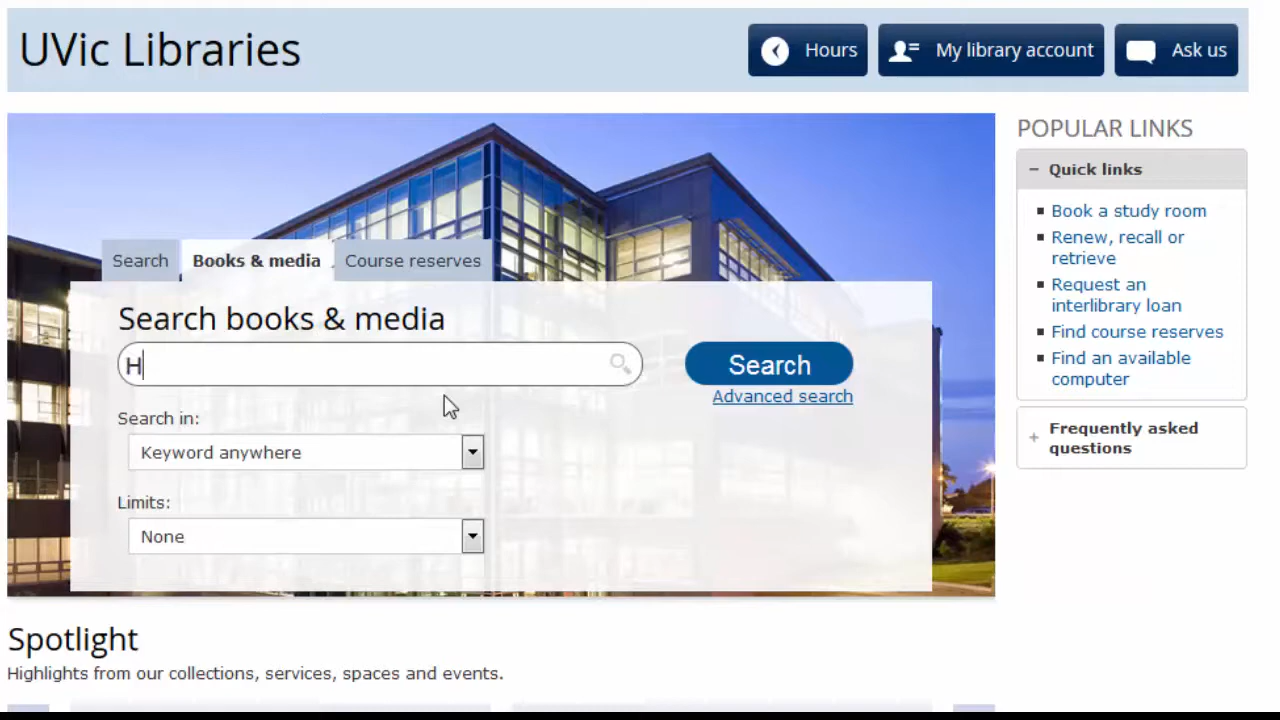 UVic Libraries
Hours
My library account
Ask us
Search
Books & media
Course reserves
Search books & media
H
Search
Advanced search
Search in:
Keyword anywhere
Limits:
None
POPULAR LINKS
Quick links
Book a study room
Renew, recall or
retrieve
Request an
interlibrary loan
Find course reserves
Find an available
computer
Frequently asked
questions
Spotlight
Highlights from our collections, services, spaces and events.